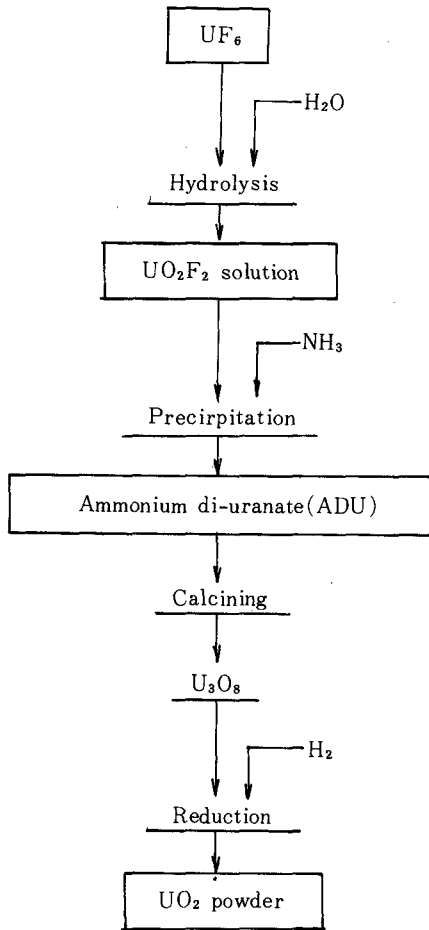 UF₆
H₂O
Hydrolysis
UO₂F₂ solution
NH₃
Precirpitation
Ammonium di-uranate(ADU)
Calcining
U₃O₈
H₂
Reduction
UO₂ powder